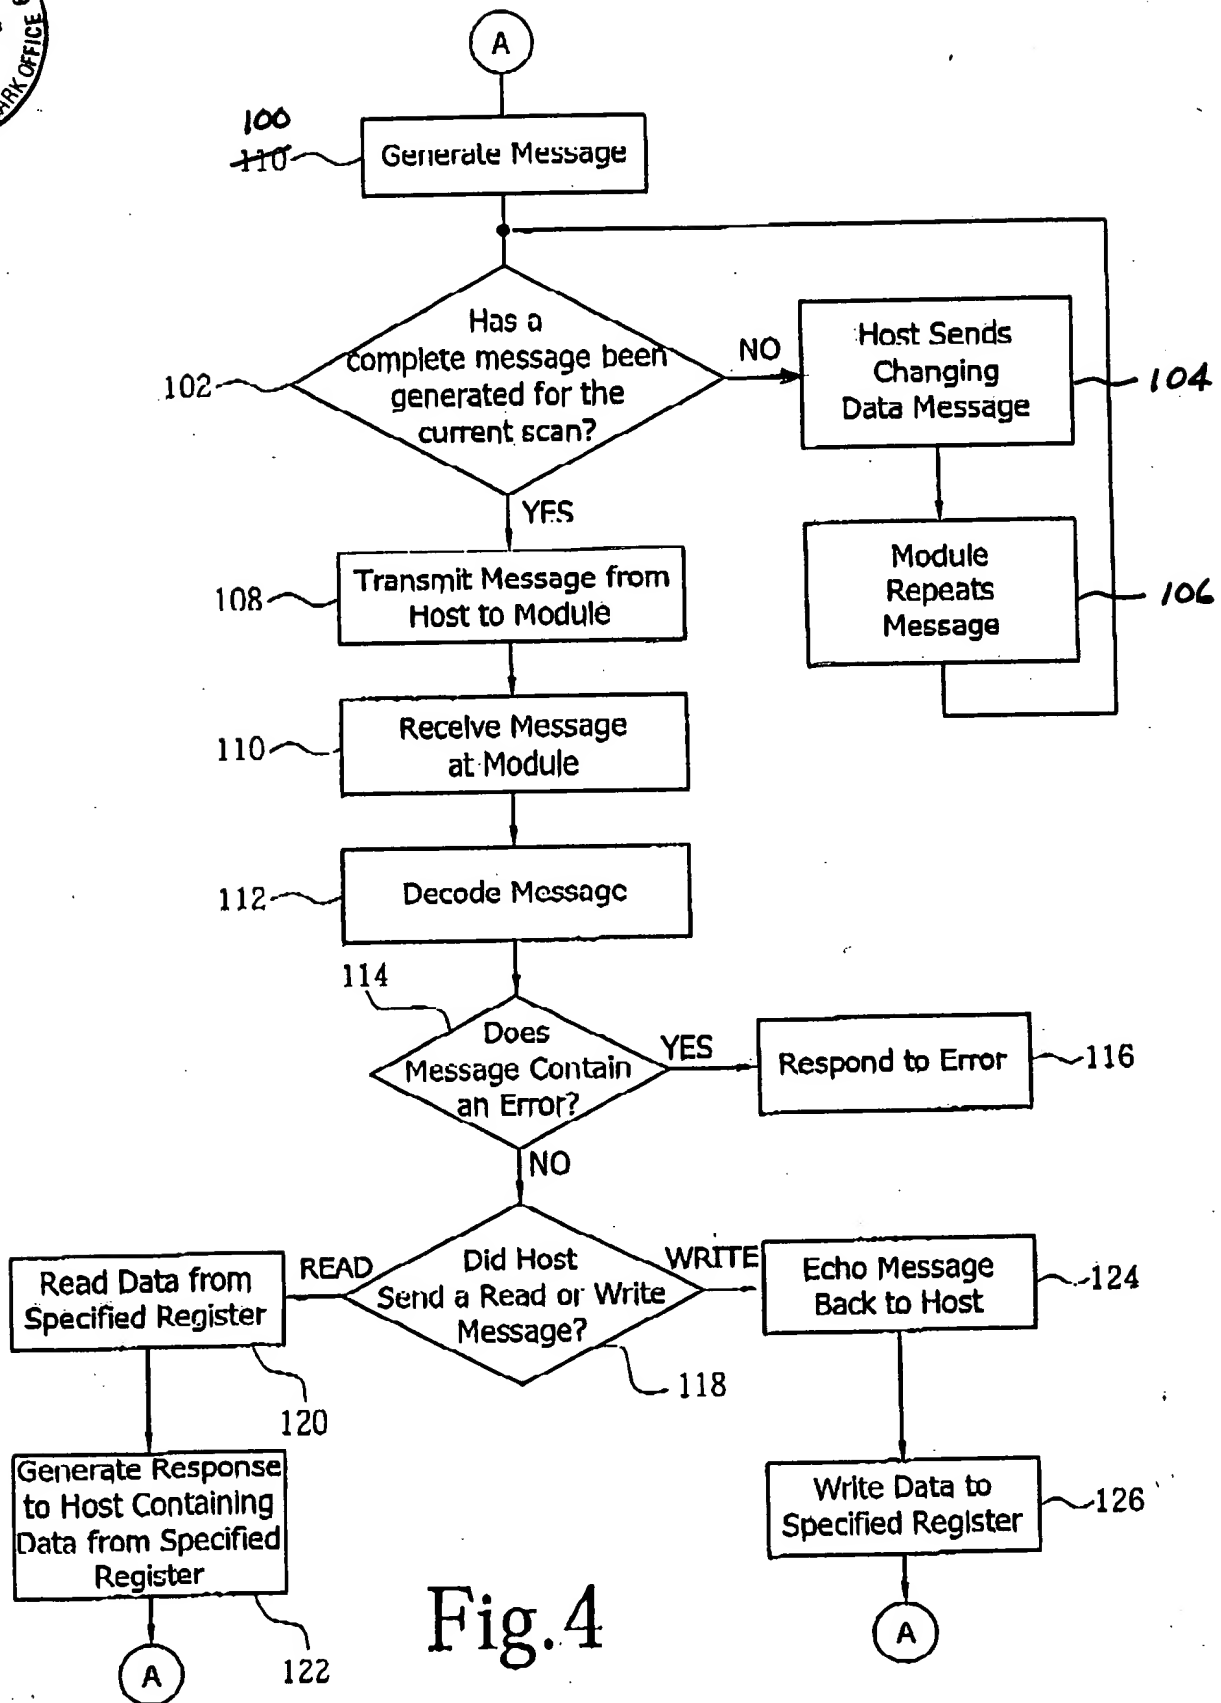 ARK OFFICE
A
100
110
Generate Message
Has a
complete message been
generated for the
current scan?
102
NO
Host Sends
Changing
Data Message
104
YES
Module
Repeats
Message
106
Transmit Message from
Host to Module
108
Receive Message
at Module
110
Decode Message
112
114
Does
Message Contain
an Error?
YES
Respond to Error
116
NO
Did Host
Send a Read or Write
Message?
118
READ
Read Data from
Specified Register
120
WRITE
Echo Message
Back to Host
124
Generate Response
to Host Containing
Data from Specified
Register
122
Write Data to
Specified Register
126
A
A
Fig.4